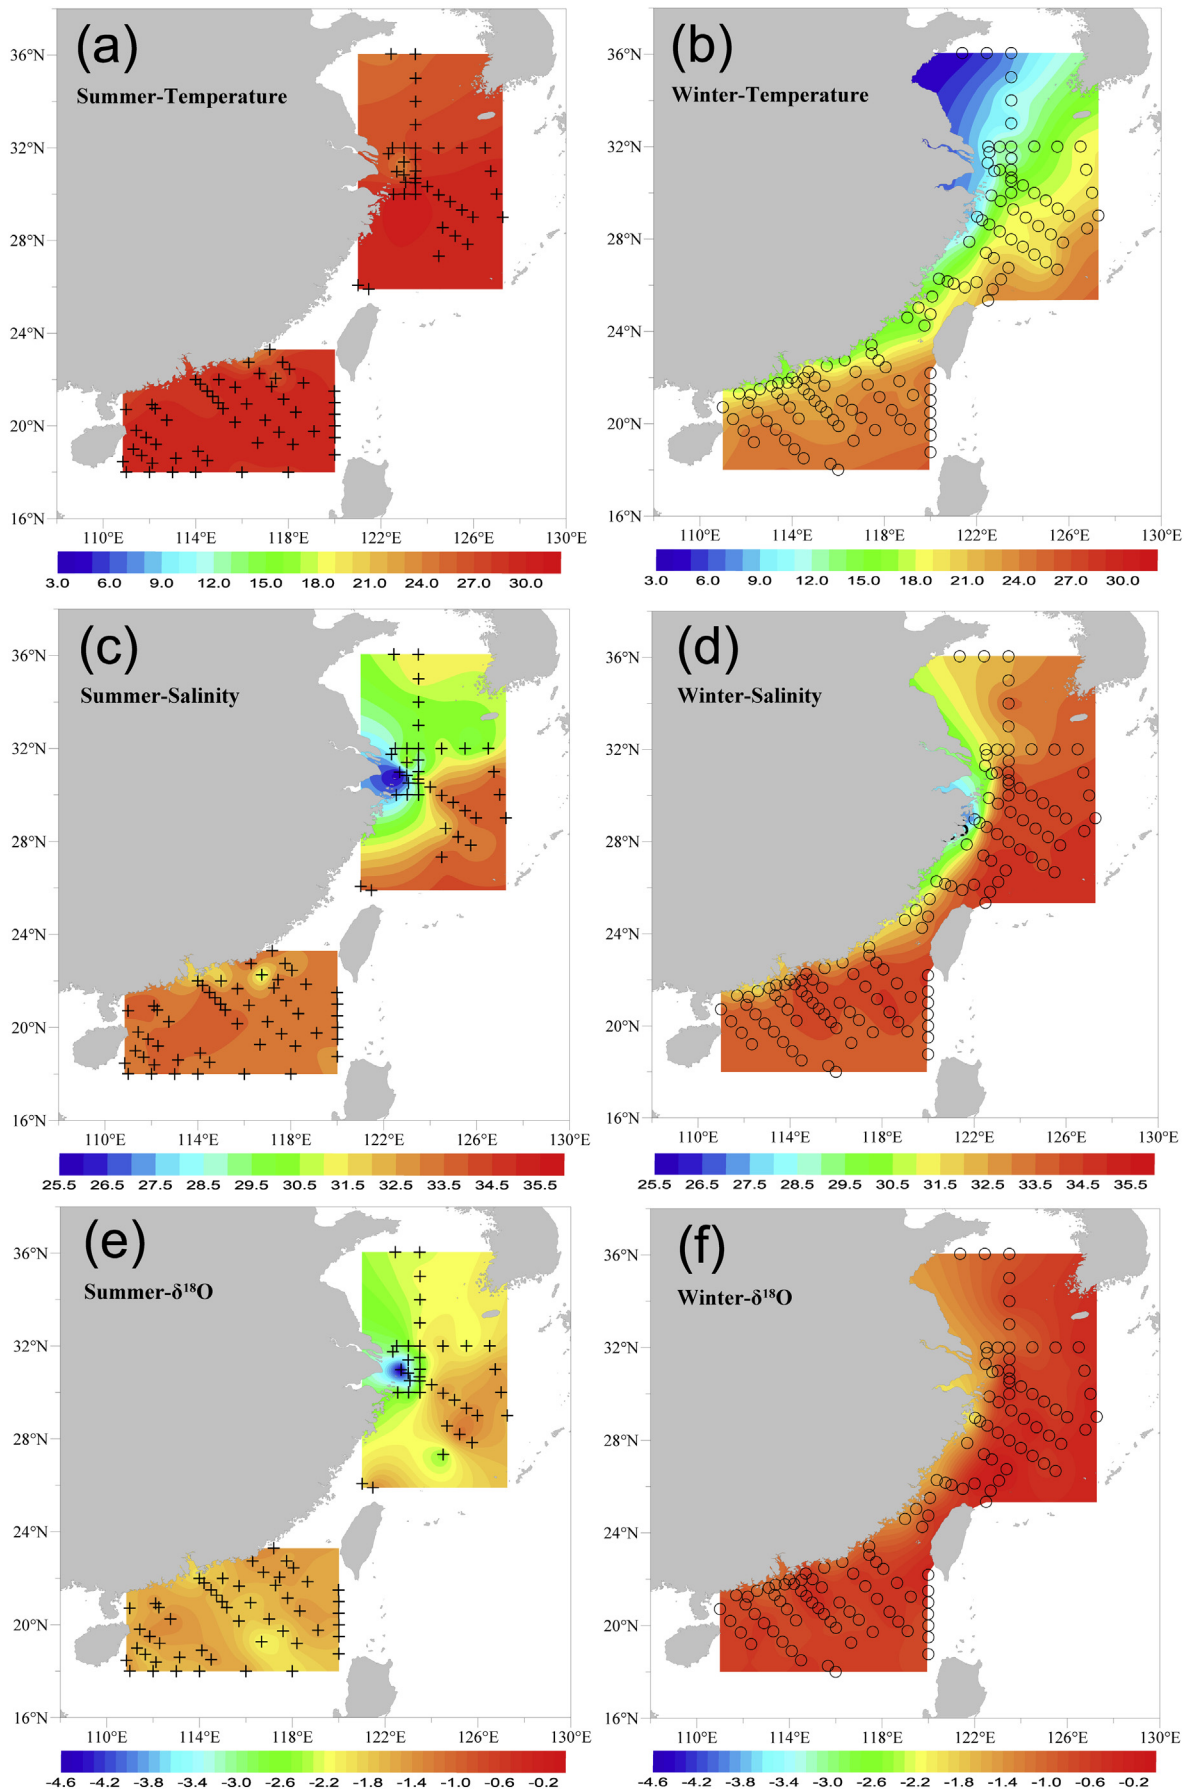 (a)
Summer-Temperature
36°N
32°N
28°N
24°N
20°N
16°N
110°E 114°E 118°E 122°E 126°E 130°E
3.0 6.0 9.0 12.0 15.0 18.0 21.0 24.0 27.0 30.0
(b)
Winter-Temperature
36°N
32°N
28°N
24°N
20°N
16°N
110°E 114°E 118°E 122°E 126°E 130°E
3.0 6.0 9.0 12.0 15.0 18.0 21.0 24.0 27.0 30.0
(c)
Summer-Salinity
36°N
32°N
28°N
24°N
20°N
16°N
110°E 114°E 118°E 122°E 126°E 130°E
25.5 26.5 27.5 28.5 29.5 30.5 31.5 32.5 33.5 34.5 35.5
(d)
Winter-Salinity
36°N
32°N
28°N
24°N
20°N
16°N
110°E 114°E 118°E 122°E 126°E 130°E
25.5 26.5 27.5 28.5 29.5 30.5 31.5 32.5 33.5 34.5 35.5
(e)
Summer-δ¹⁸O
36°N
32°N
28°N
24°N
20°N
16°N
110°E 114°E 118°E 122°E 126°E 130°E
-4.6 -3.8 -3.4 -3.0 -2.6 -2.2 -1.8 -1.4 -1.0 -0.6 -0.2
(f)
Winter-δ¹⁸O
36°N
32°N
28°N
24°N
20°N
16°N
110°E 114°E 118°E 122°E 126°E 130°E
-4.6 -3.8 -3.4 -3.0 -2.6 -2.2 -1.8 -1.4 -1.0 -0.6 -0.2